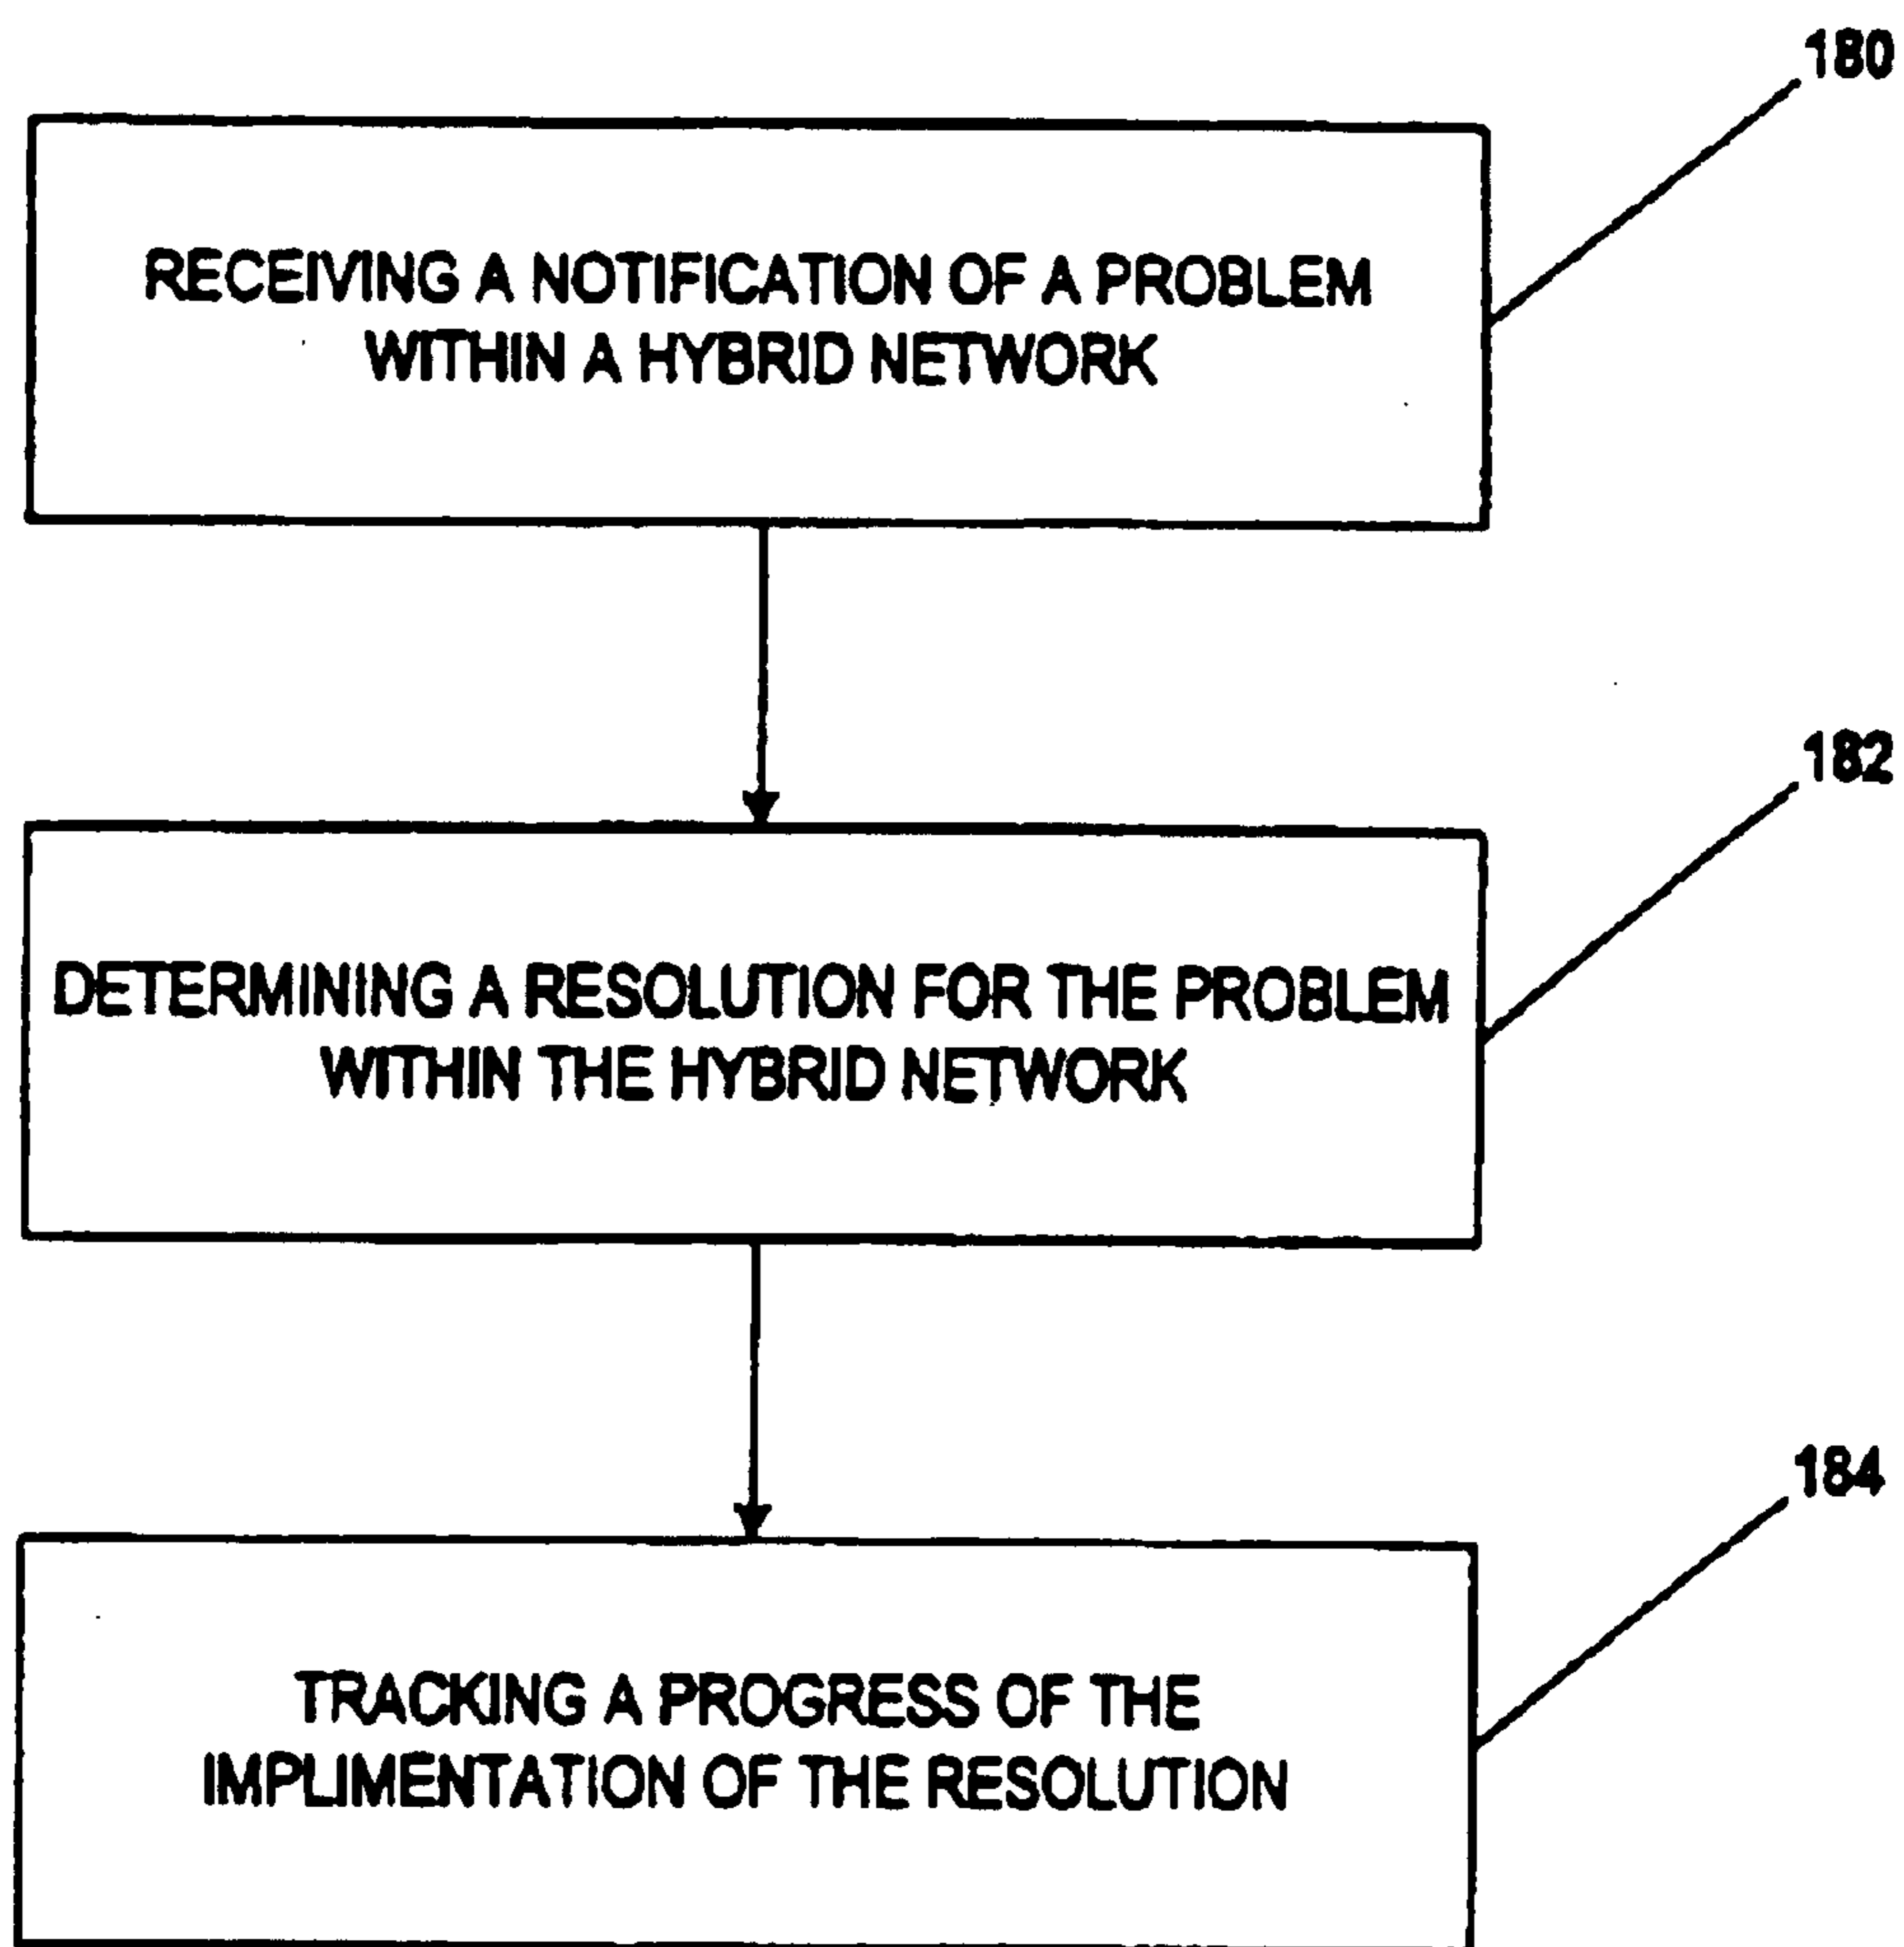 180
RECEIVING A NOTIFICATION OF A PROBLEM
WITHIN A HYBRID NETWORK
182
DETERMINING A RESOLUTION FOR THE PROBLEM
WITHIN THE HYBRID NETWORK
184
TRACKING A PROGRESS OF THE
IMPLIMENTATION OF THE RESOLUTION